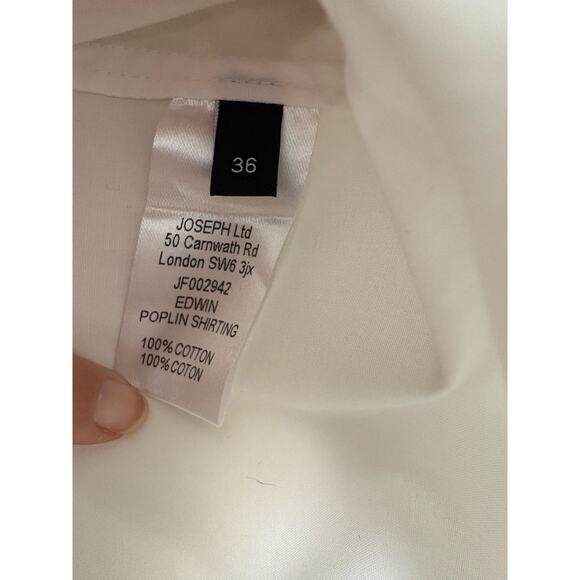 36
JOSEPH Ltd
50 Carnwath Rd
London SW6 3jx
JF002942
EDWIN
POPLIN SHIRTING
100% COTTON
100% COTON